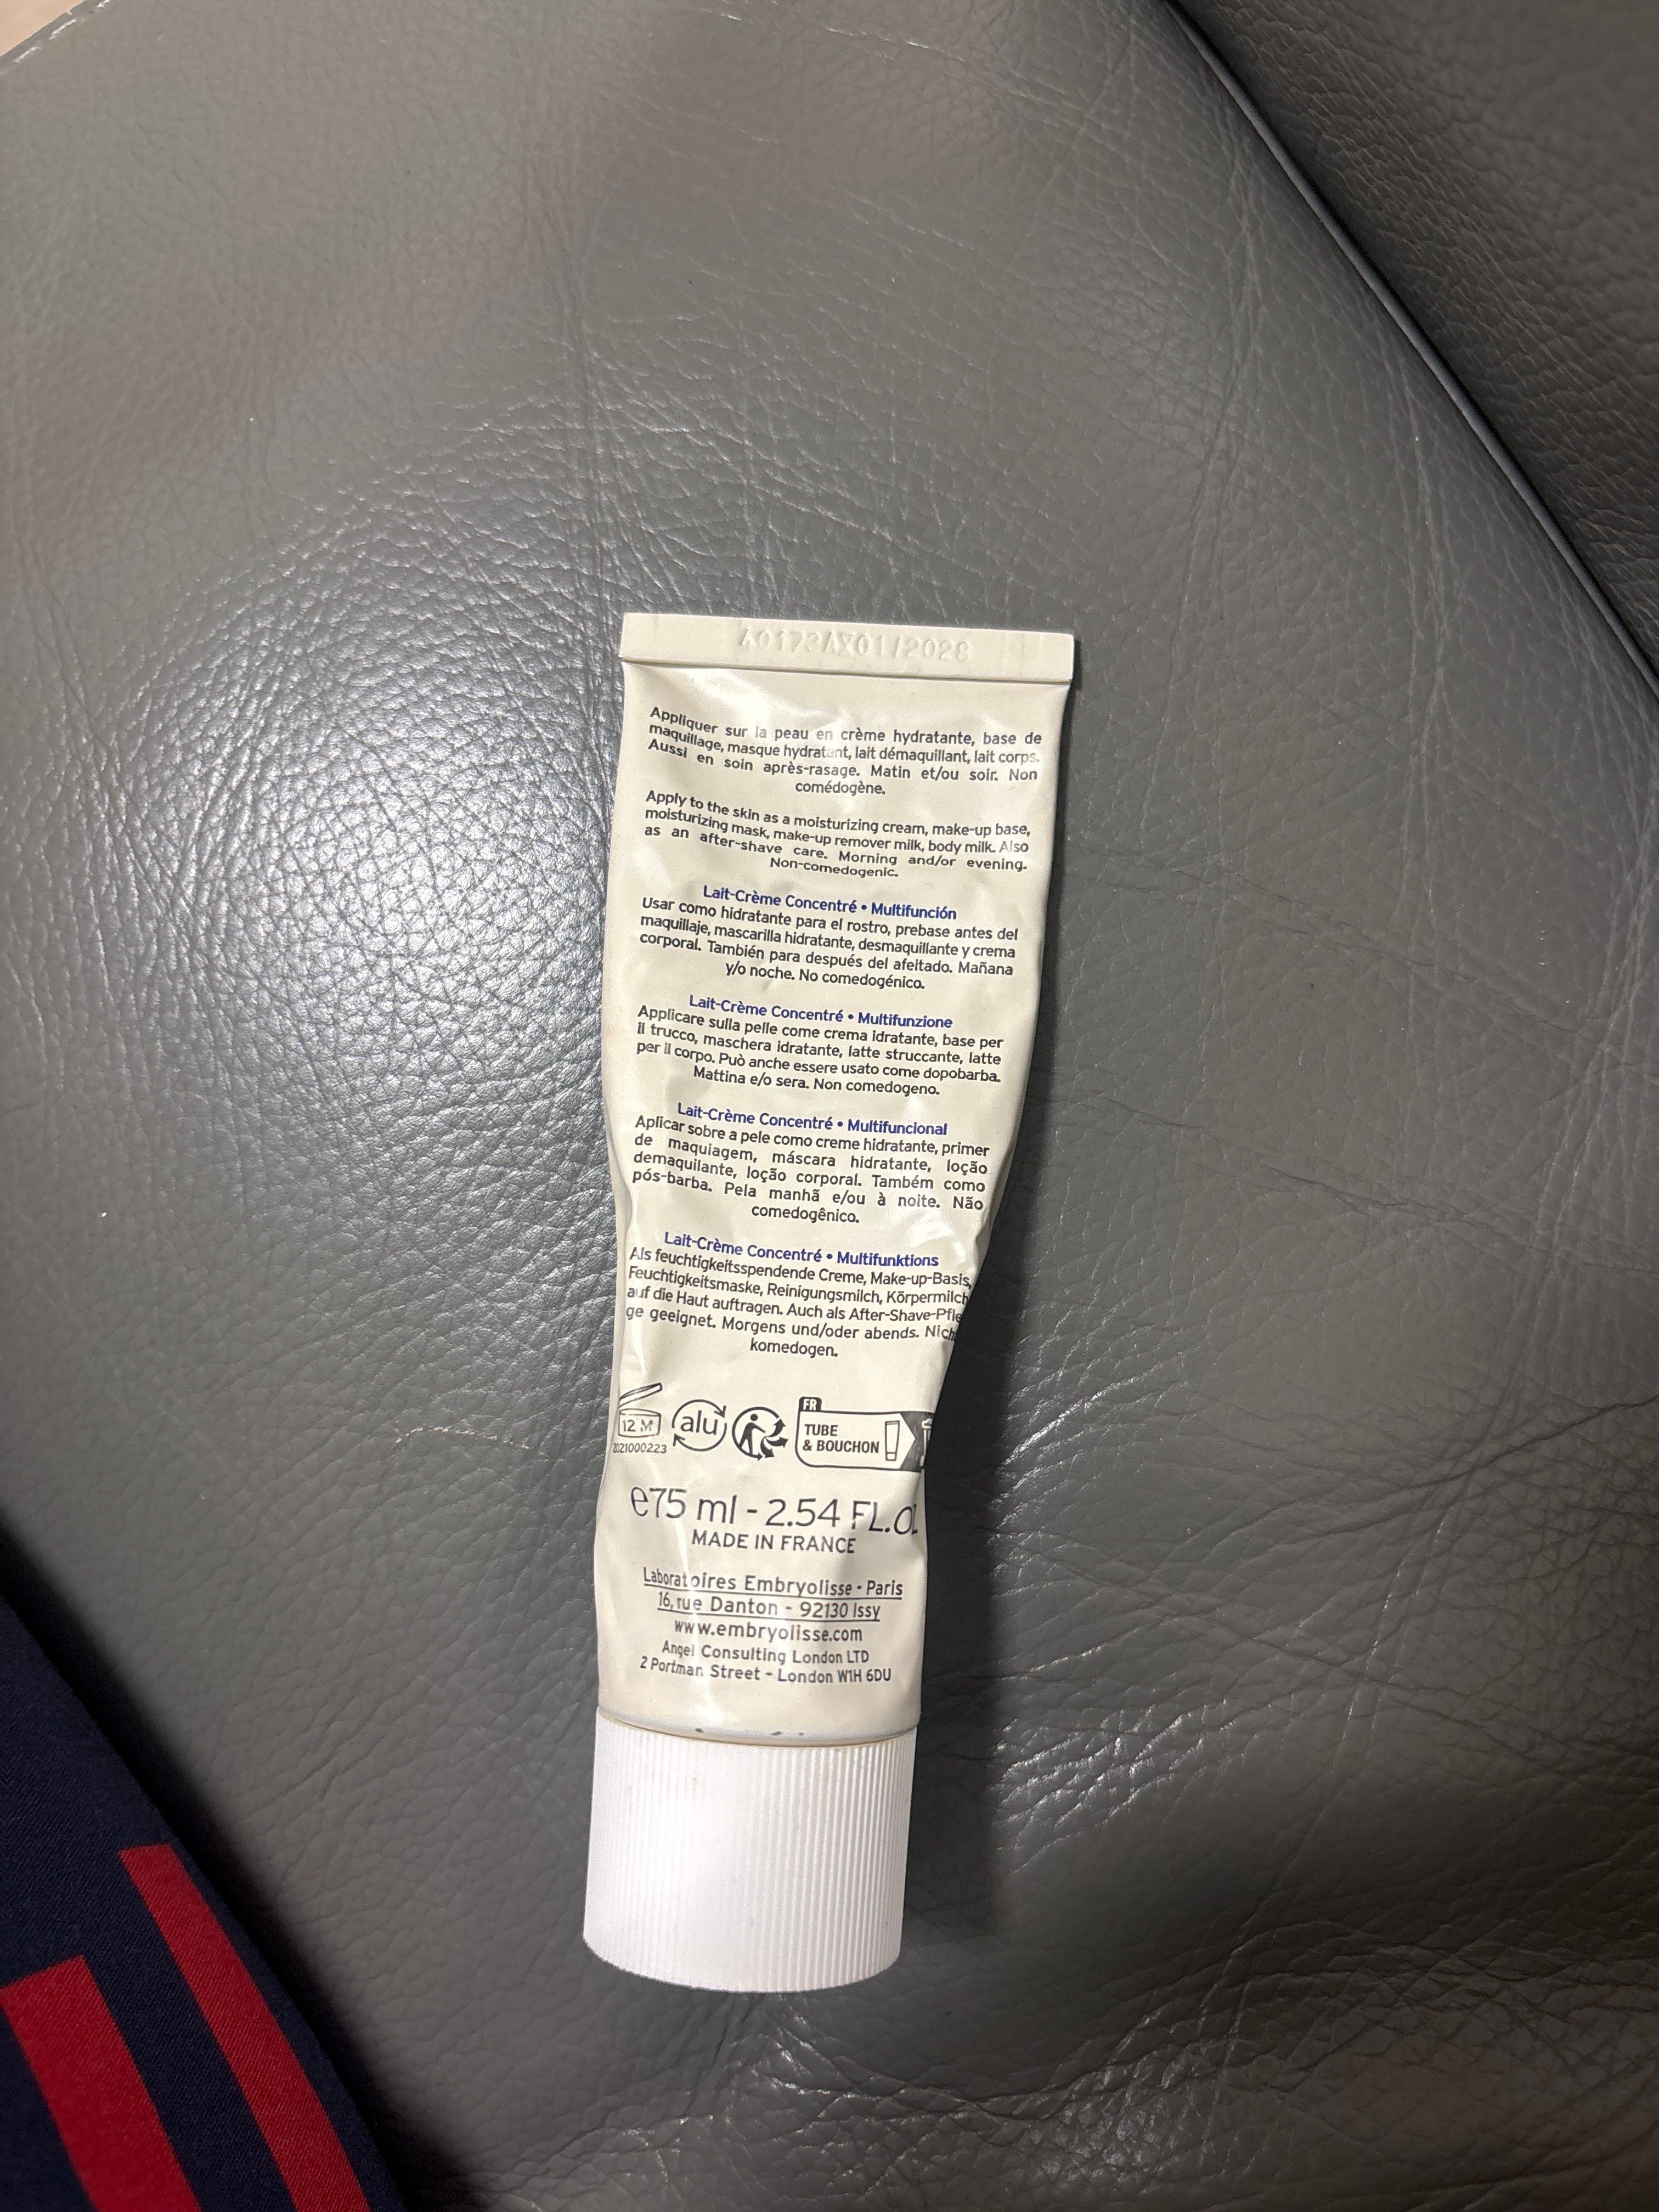 40173AX01/2028
Appliquer sur la peau en crème hydratante, base de
maquillage, masque hydratant, lait démaquillant, lait corps.
Aussi en soin après-rasage. Matin et/ou soir. Non
comédogène.
Apply to the skin as a moisturizing cream, make-up base,
moisturizing mask, make-up remover milk, body milk. Also
as an after-shave care. Morning and/or evening.
Non-comedogenic.
Lait-Crème Concentré • Multifunción
Usar como hidratante para el rostro, prebase antes del
maquillaje, mascarilla hidratante, desmaquillante y crema
corporal. También para después del afeitado. Mañana
y/o noche. No comedogénico.
Lait-Crème Concentré • Multifunzione
Applicare sulla pelle come crema idratante, base per
il trucco, maschera idratante, latte struccante, latte
per il corpo. Può anche essere usato come dopobarba.
Mattina e/o sera. Non comedogeno.
Lait-Crème Concentré • Multifuncional
Aplicar sobre a pele como creme hidratante, primer
de maquiagem, máscara hidratante, loção
demaquilante, loção corporal. Também como
pós-barba. Pela manhã e/ou à noite. Não
comedogênico.
Lait-Crème Concentré • Multifunktions
Als feuchtigkeitsspendende Creme, Make-up-Basis,
Feuchtigkeitsmaske, Reinigungsmilch, Körpermilch
auf die Haut auftragen. Auch als After-Shave-Pfle
ge geeignet. Morgens und/oder abends. Nich
komedogen.
12 M
2021000223
alu
FR
TUBE
& BOUCHON
e75 ml - 2.54 FL.OZ
MADE IN FRANCE
Laboratoires Embryolisse - Paris
16, rue Danton - 92130 Issy
www.embryolisse.com
Angel Consulting London LTD
2 Portman Street - London W1H 6DU